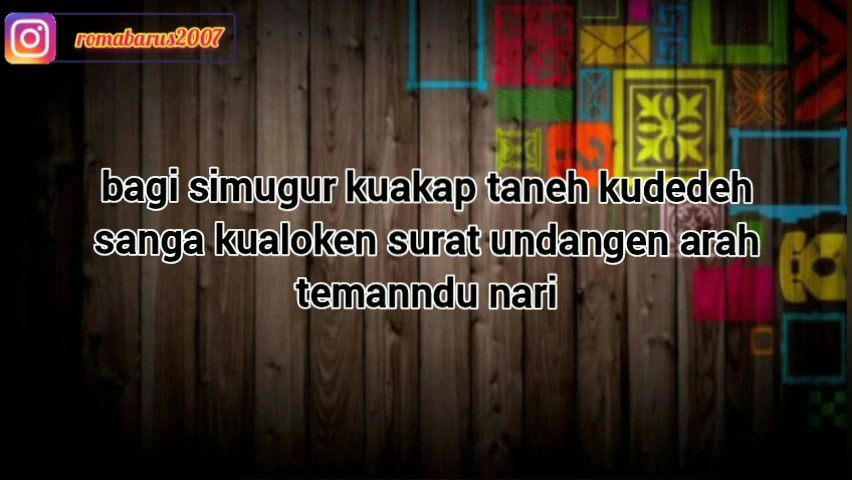 romabarus2007
bagi simugur kuakap taneh kudedeh
sanga kualoken surat undangen arah
temanndu nari